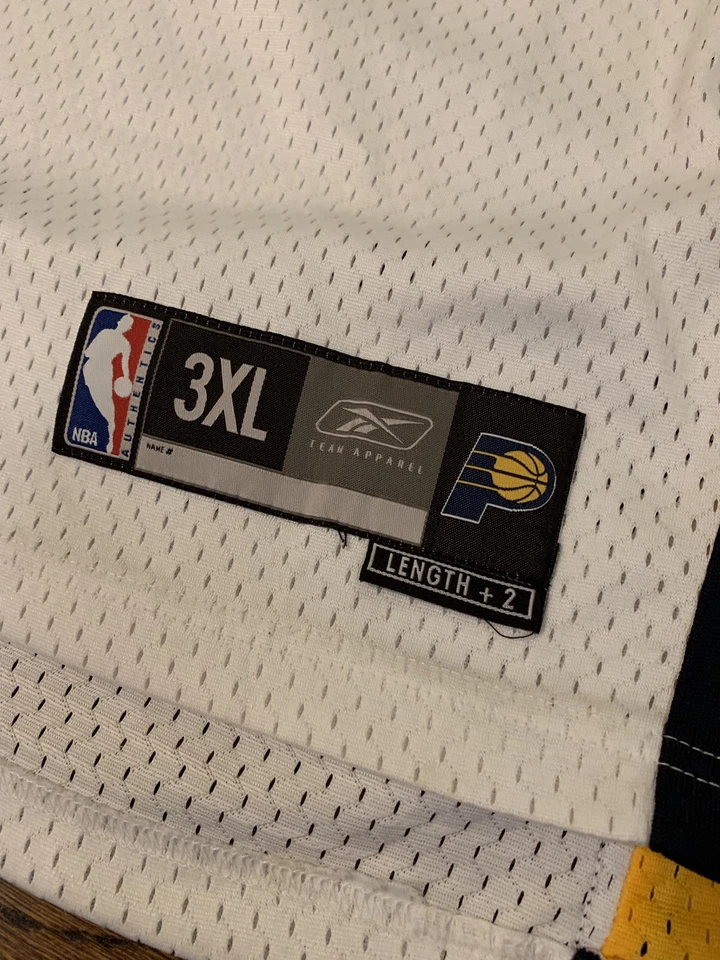 NBA
AUTHENTICS
3XL
NAME #
TEAM APPAREL
P
LENGTH + 2